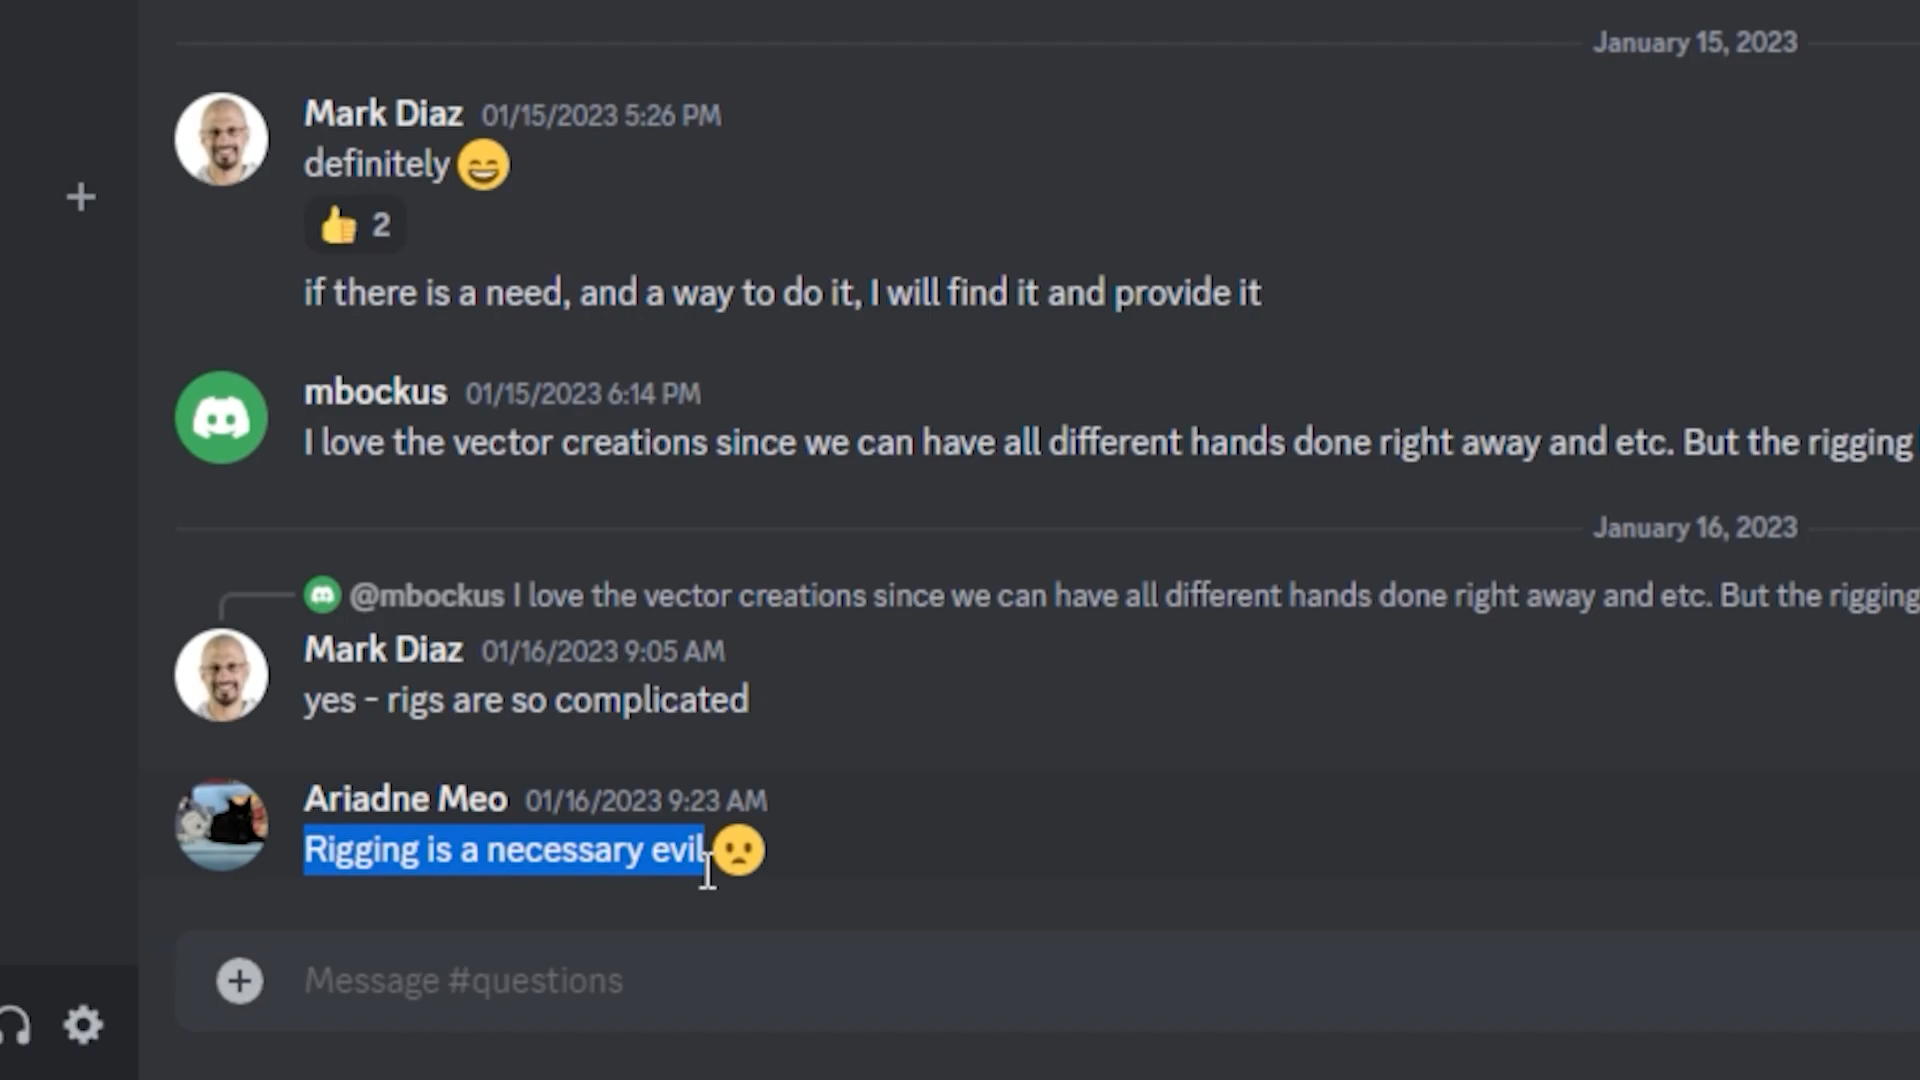 January 15, 2023
Mark Diaz 01/15/2023 5:26 PM
definitely
2
if there is a need, and a way to do it, I will find it and provide it
mbockus 01/15/2023 6:14 PM
I love the vector creations since we can have all different hands done right away and etc. But the rigging
January 16, 2023
@mbockus I love the vector creations since we can have all different hands done right away and etc. But the rigging
Mark Diaz 01/16/2023 9:05 AM
yes - rigs are so complicated
Ariadne Meo 01/16/2023 9:23 AM
Rigging is a necessary evil
Message #questions